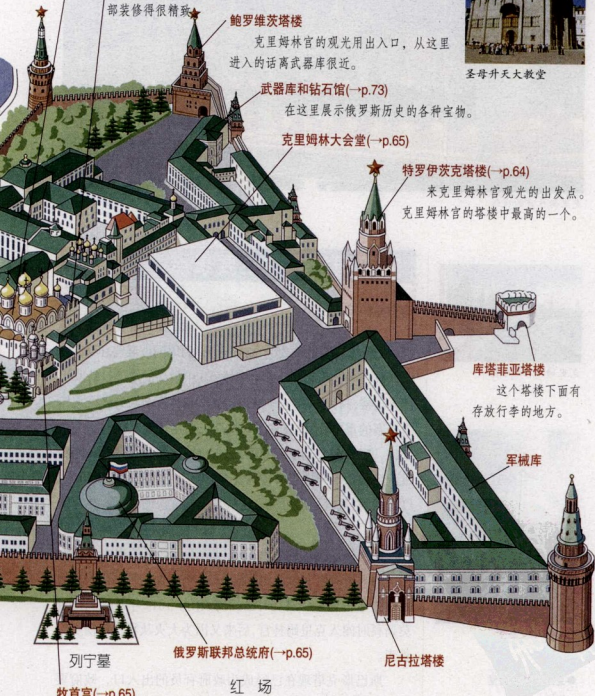 部装修得很精致
鲍罗维茨塔楼
克里姆林宫的观光用出入口，从这里
进入的话离武器库很近。
圣母升天大教堂
武器库和钻石馆(→p.73)
在这里展示俄罗斯历史的各种宝物。
克里姆林大会堂(→p.65)
特罗伊茨克塔楼(→p.64)
来克里姆林宫观光的出发点。
克里姆林宫的塔楼中最高的一个。
库塔菲亚塔楼
这个塔楼下面有
存放行李的地方。
军械库
列宁墓
俄罗斯联邦总统府(→p.65)
尼古拉塔楼
红场
牧首宫(→p.65)